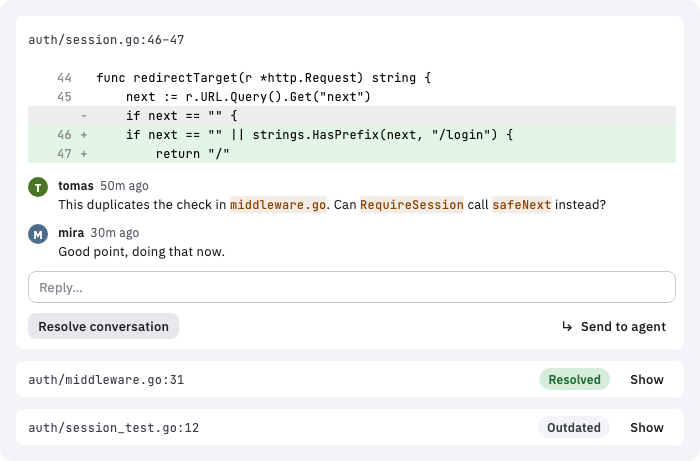 auth/session.go:46–47
44 func redirectTarget(r *http.Request) string {
45 next := r.URL.Query().Get("next")
- if next == "" {
46 + if next == "" || strings.HasPrefix(next, "/login") {
47 + return "/"
T tomas 50m ago
This duplicates the check in middleware.go. Can RequireSession call safeNext instead?
M mira 30m ago
Good point, doing that now.
Reply…
Resolve conversation ↳ Send to agent
auth/middleware.go:31 Resolved Show
auth/session_test.go:12 Outdated Show